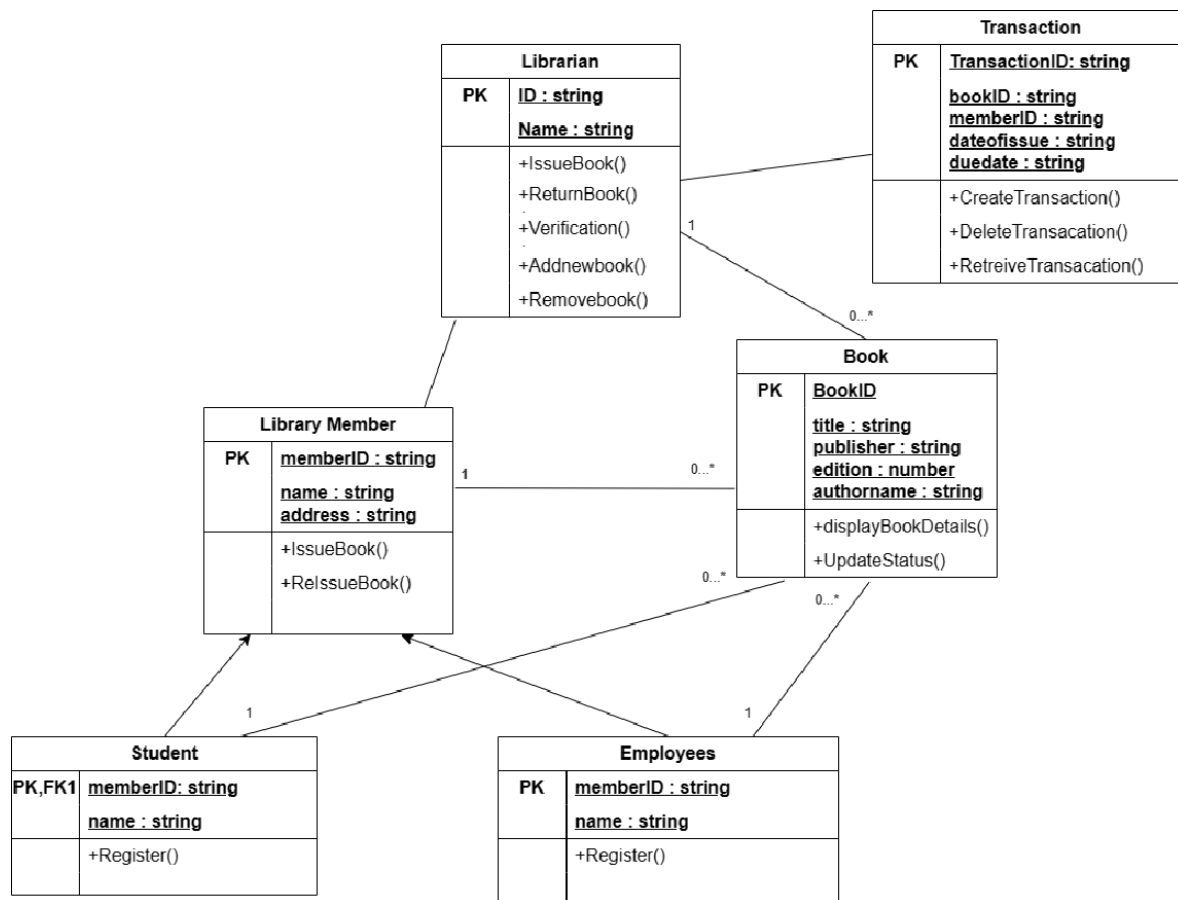 Transaction
PK TransactionID: string
bookID : string
memberID : string
dateofissue : string
duedate : string
+CreateTransaction()
+DeleteTransacation()
+RetreiveTransacation()
Librarian
PK ID : string
Name : string
+IssueBook()
+ReturnBook()
+Verification()
+Addnewbook()
+Removebook()
1
0...*
Book
PK BookID
title : string
publisher : string
edition : number
authorname : string
+displayBookDetails()
+UpdateStatus()
Library Member
PK memberID : string
name : string
address : string
+IssueBook()
+ReIssueBook()
1
0...*
0...*
0...*
1
1
Student
PK,FK1 memberID: string
name : string
+Register()
Employees
PK memberID : string
name : string
+Register()